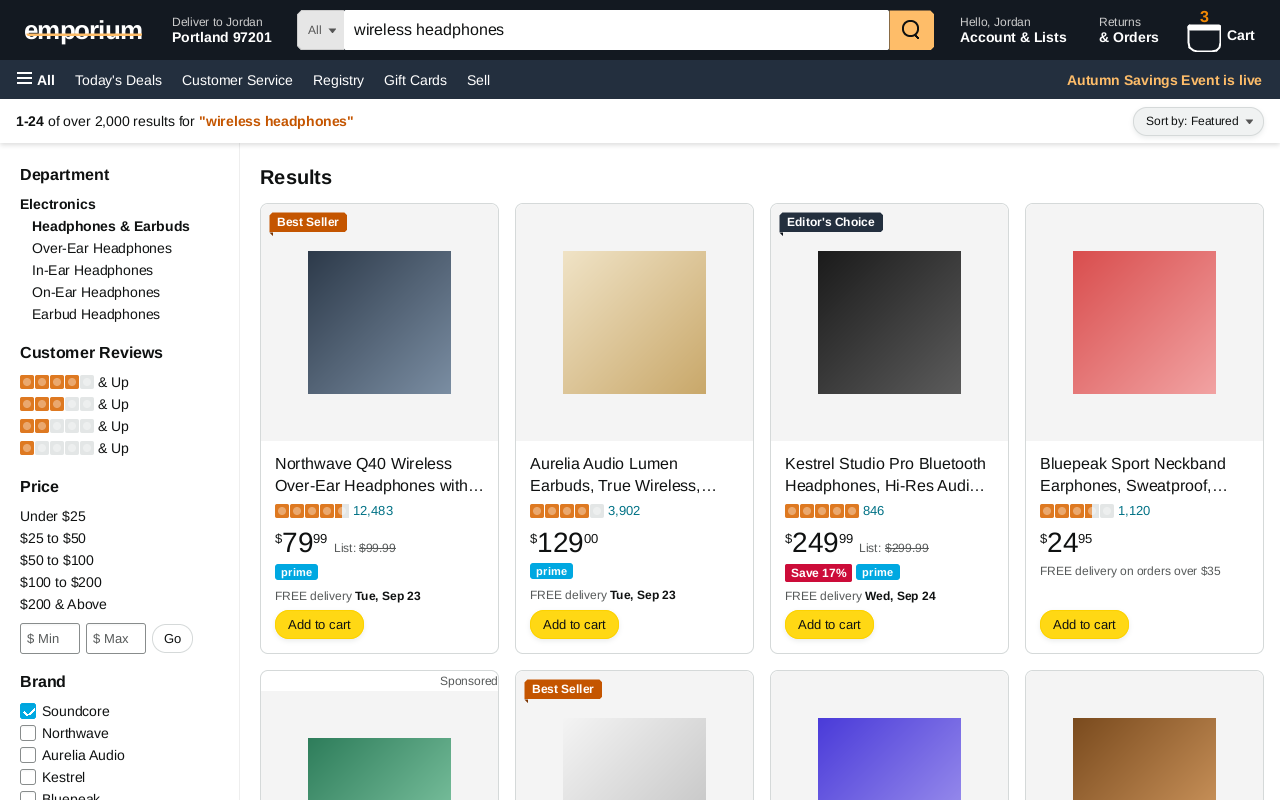 emporium
Deliver to Jordan
Portland 97201
All
wireless headphones
Hello, Jordan
Account & Lists
Returns
& Orders
3
Cart
All
Today's Deals
Customer Service
Registry
Gift Cards
Sell
Autumn Savings Event is live
1-24 of over 2,000 results for "wireless headphones"
Sort by: Featured
Department
Electronics
Headphones & Earbuds
Over-Ear Headphones
In-Ear Headphones
On-Ear Headphones
Earbud Headphones
Customer Reviews
& Up
& Up
& Up
& Up
Price
Under $25
$25 to $50
$50 to $100
$100 to $200
$200 & Above
$ Min
$ Max
Go
Brand
Soundcore
Northwave
Aurelia Audio
Kestrel
Bluepeak
Results
Best Seller
Northwave Q40 Wireless
Over-Ear Headphones with…
12,483
$79 99 List: $99.99
prime
FREE delivery Tue, Sep 23
Add to cart
Aurelia Audio Lumen
Earbuds, True Wireless,…
3,902
$129 00
prime
FREE delivery Tue, Sep 23
Add to cart
Editor's Choice
Kestrel Studio Pro Bluetooth
Headphones, Hi-Res Audi…
846
$249 99 List: $299.99
Save 17% prime
FREE delivery Wed, Sep 24
Add to cart
Bluepeak Sport Neckband
Earphones, Sweatproof,…
1,120
$24 95
FREE delivery on orders over $35
Add to cart
Sponsored
Best Seller